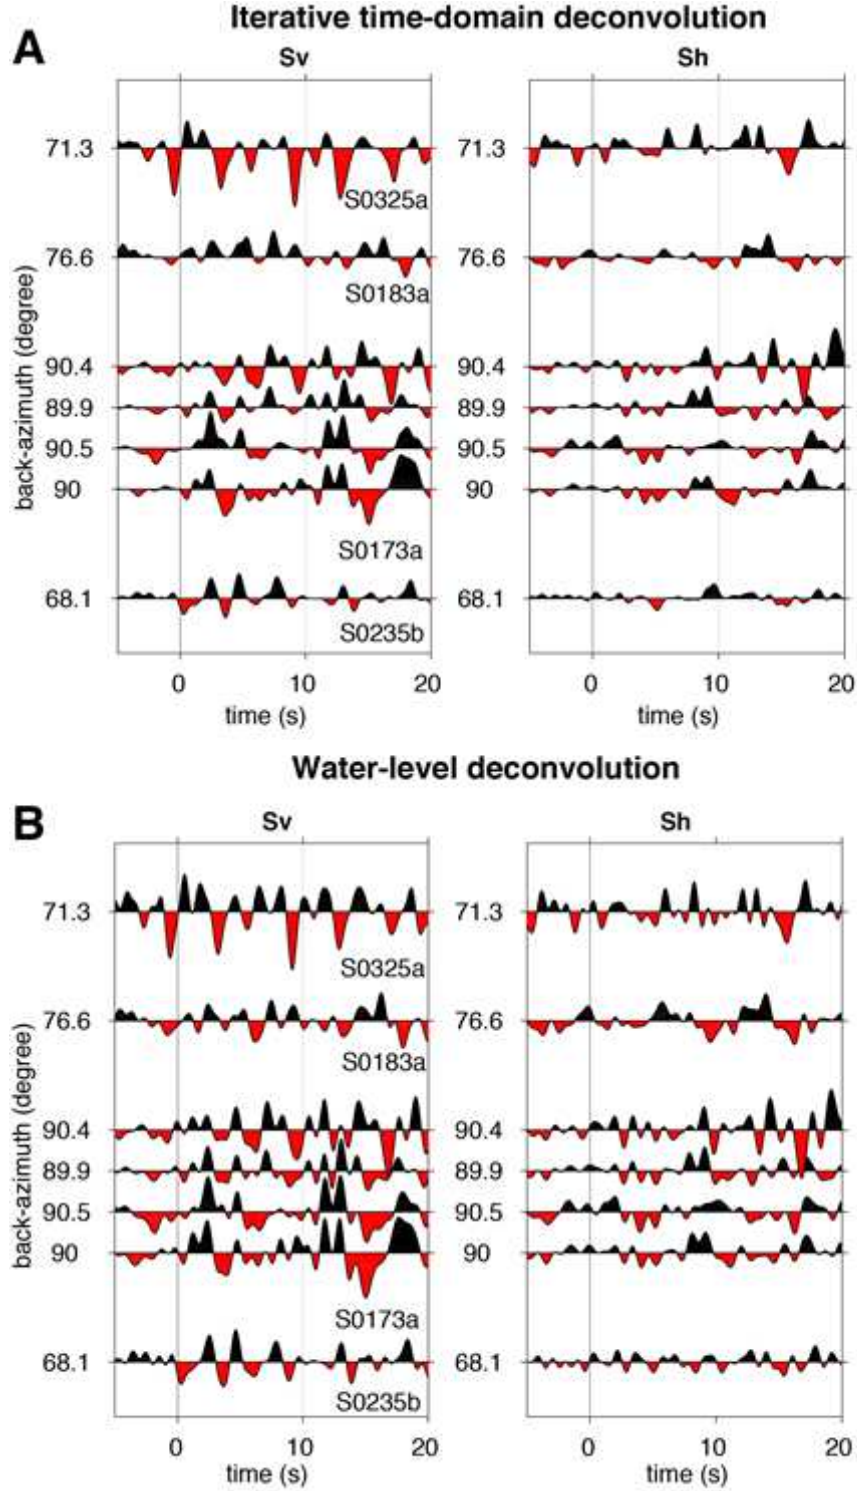 Iterative time-domain deconvolution
A
Sv Sh
71.3 71.3
S0325a
76.6 76.6
S0183a
back-azimuth (degree)
90.4 90.4
89.9 89.9
90.5 90.5
90 90
S0173a
68.1 68.1
S0235b
0 10 20 0 10 20
time (s) time (s)
Water-level deconvolution
B
Sv Sh
71.3 71.3
S0325a
76.6 76.6
S0183a
back-azimuth (degree)
90.4 90.4
89.9 89.9
90.5 90.5
90 90
S0173a
68.1 68.1
S0235b
0 10 20 0 10 20
time (s) time (s)